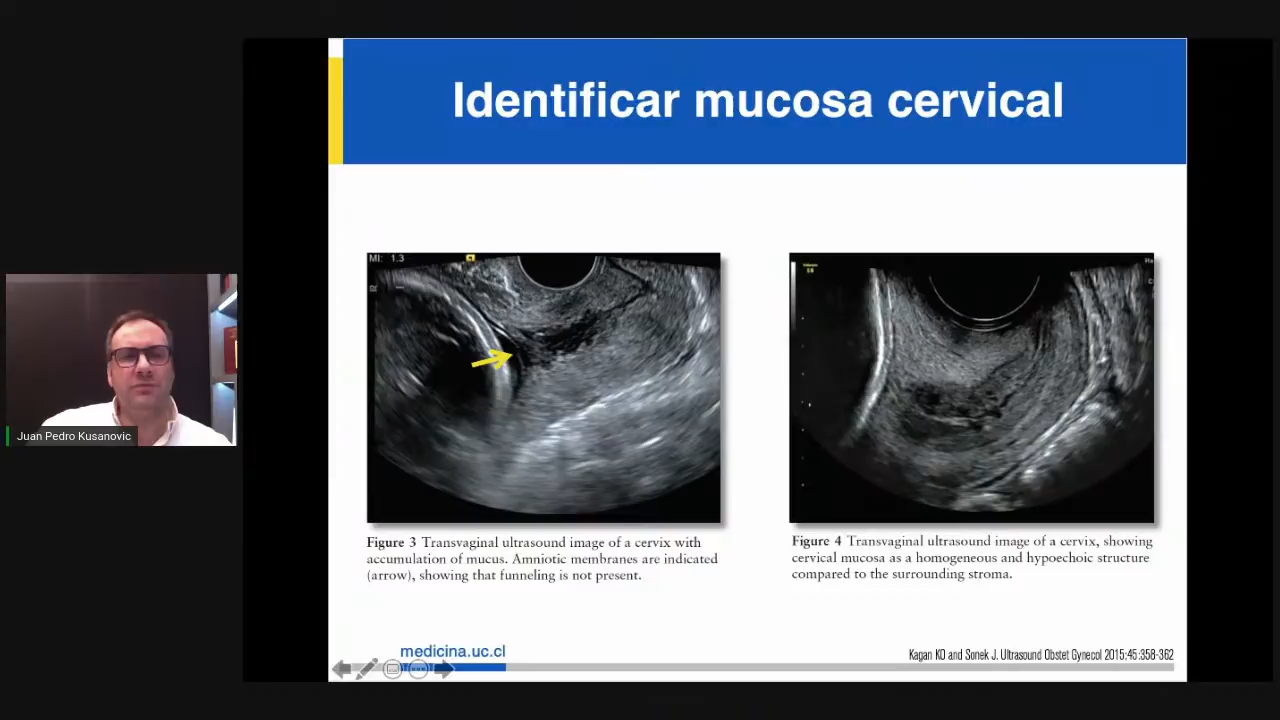 Identificar mucosa cervical
MI: 1.3
Figure 3 Transvaginal ultrasound image of a cervix with
accumulation of mucus. Amniotic membranes are indicated
(arrow), showing that funneling is not present.
Figure 4 Transvaginal ultrasound image of a cervix, showing
cervical mucosa as a homogeneous and hypoechoic structure
compared to the surrounding stroma.
Juan Pedro Kusanovic
medicina.uc.cl
Kagan KO and Sonek J. Ultrasound Obstet Gynecol 2015:45:358-362